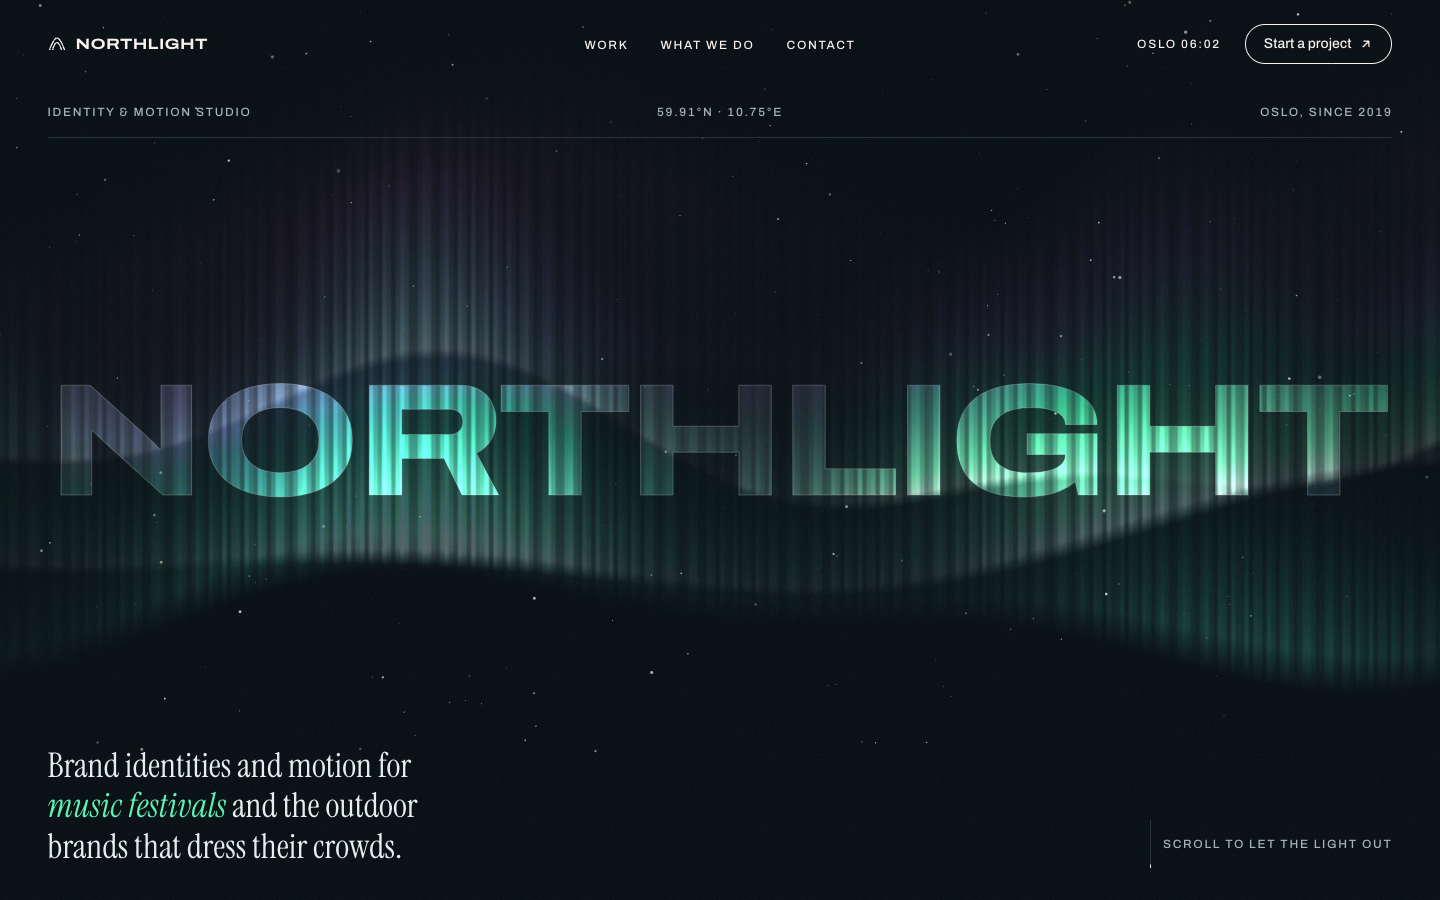 NORTHLIGHT
WORK
WHAT WE DO
CONTACT
OSLO 06:02
Start a project
IDENTITY & MOTION STUDIO
59.91°N · 10.75°E
OSLO, SINCE 2019
NORTHLIGHT
Brand identities and motion for
music festivals and the outdoor
brands that dress their crowds.
SCROLL TO LET THE LIGHT OUT